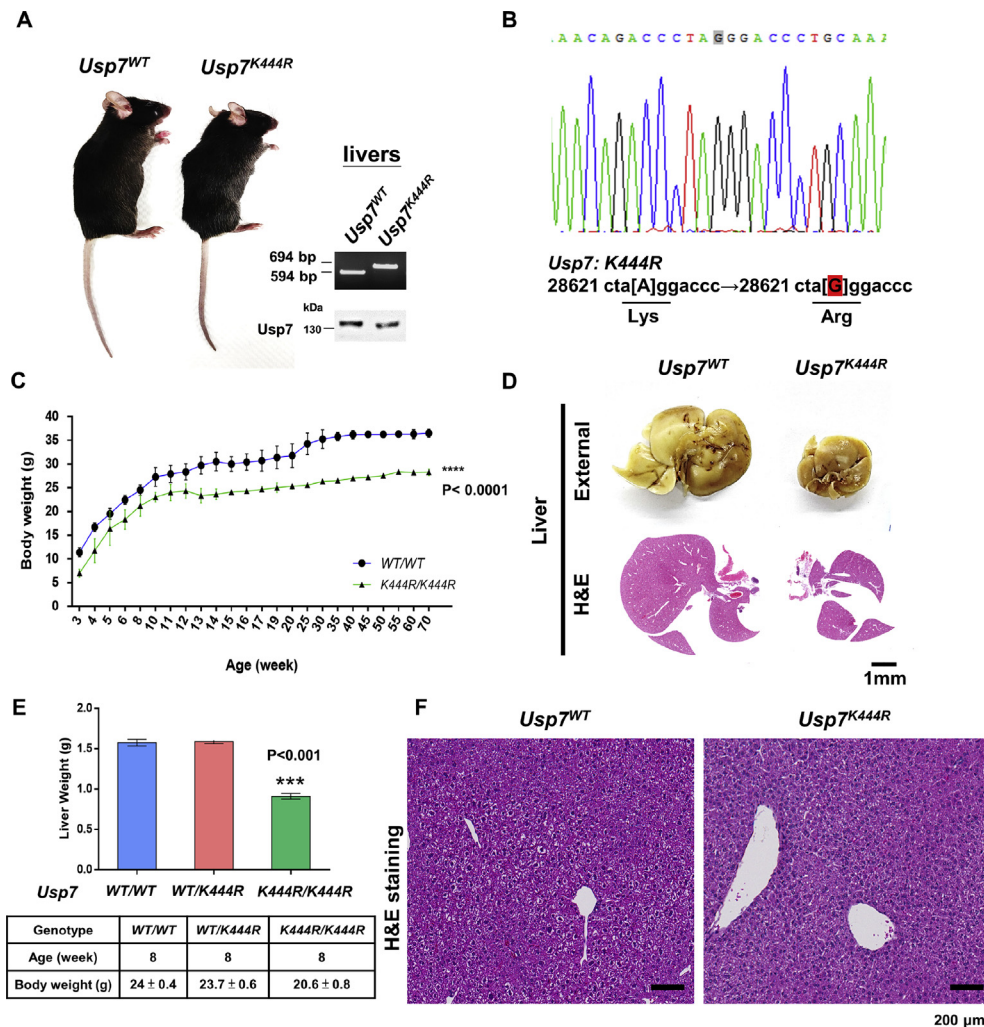 A
Usp7WT
Usp7K444R
livers
Usp7WT
Usp7K444R
694 bp
594 bp
kDa
Usp7
130
B
AACAGACCCTAGGGACCCTGCAAA
Usp7: K444R
28621 cta[A]ggaccc→28621 cta[G]ggaccc
Lys
Arg
C
Body weight (g)
40
35
30
25
20
15
10
5
0
****
P< 0.0001
WT/WT
K444R/K444R
3 4 5 6 8 10 11 12 13 14 16 17 19 20 25 30 35 40 45 50 55 60 70
Age (week)
D
Usp7WT
Usp7K444R
Liver
External
H&E
1mm
E
Liver Weight (g)
2.0
1.5
1.0
0.5
0.0
P<0.001
***
Usp7 WT/WT WT/K444R K444R/K444R
Genotype WT/WT WT/K444R K444R/K444R
Age (week) 8 8 8
Body weight (g) 24 ± 0.4 23.7 ± 0.6 20.6 ± 0.8
F
Usp7WT
Usp7K444R
H&E staining
200 µm